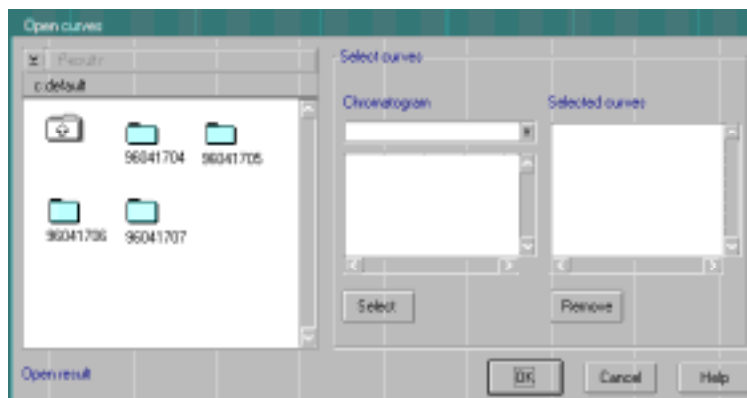 Open curves
Results
c:default
96041704 96041705
96041706 96041707
Open result
Select curves
Chromatogram
Selected curves
Select
Remove
OK Cancel Help